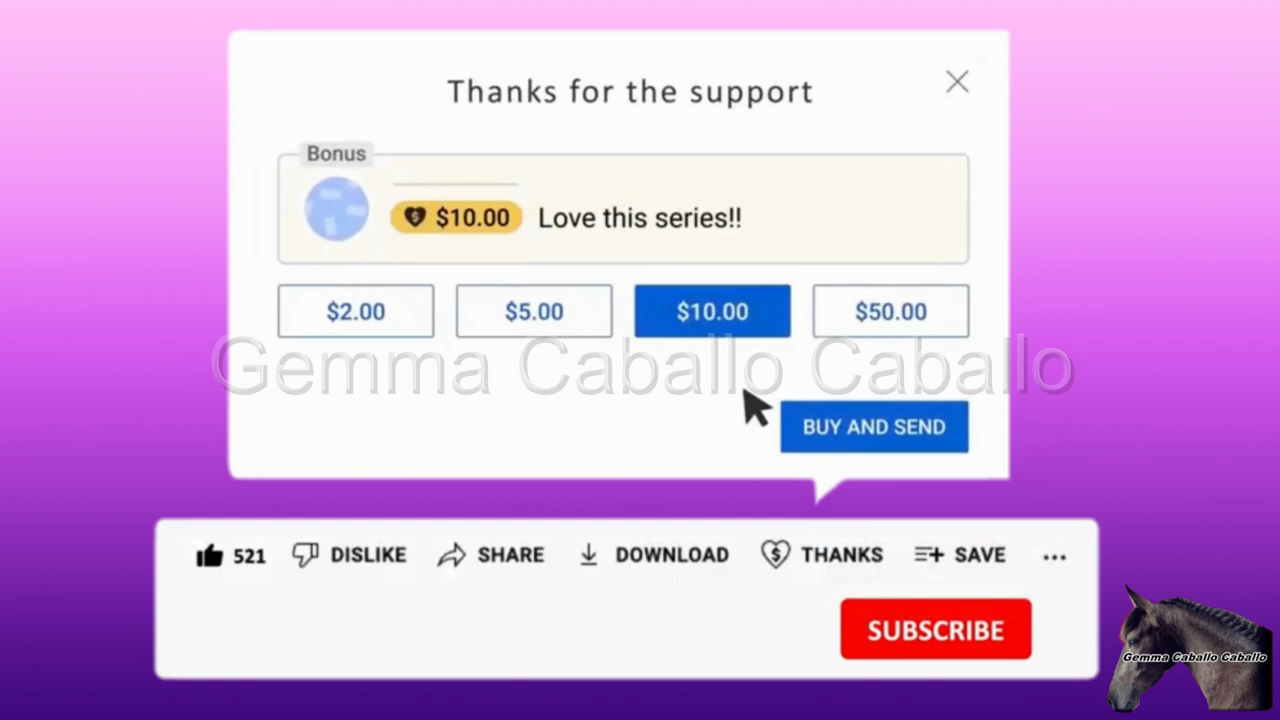 Thanks for the support
Bonus
$10.00 Love this series!!
$2.00 $5.00 $10.00 $50.00
Gemma Caballo Caballo
BUY AND SEND
521 DISLIKE SHARE DOWNLOAD THANKS SAVE ...
SUBSCRIBE
Gemma Caballo Caballo